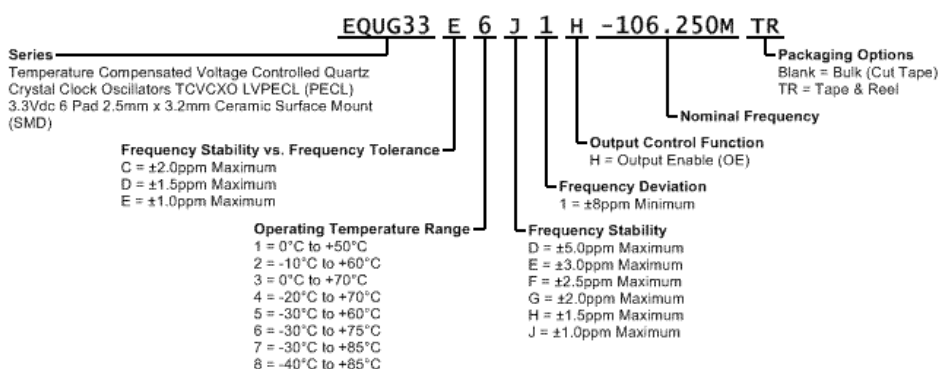 EQUG33 E 6 J 1 H -106.250M TR
Series
Temperature Compensated Voltage Controlled Quartz
Crystal Clock Oscillators TCVCXO LVPECL (PECL)
3.3Vdc 6 Pad 2.5mm x 3.2mm Ceramic Surface Mount
(SMD)
Frequency Stability vs. Frequency Tolerance
C = ±2.0ppm Maximum
D = ±1.5ppm Maximum
E = ±1.0ppm Maximum
Operating Temperature Range
1 = 0°C to +50°C
2 = -10°C to +60°C
3 = 0°C to +70°C
4 = -20°C to +70°C
5 = -30°C to +60°C
6 = -30°C to +75°C
7 = -30°C to +85°C
8 = -40°C to +85°C
Packaging Options
Blank = Bulk (Cut Tape)
TR = Tape & Reel
Nominal Frequency
Output Control Function
H = Output Enable (OE)
Frequency Deviation
1 = ±8ppm Minimum
Frequency Stability
D = ±5.0ppm Maximum
E = ±3.0ppm Maximum
F = ±2.5ppm Maximum
G = ±2.0ppm Maximum
H = ±1.5ppm Maximum
J = ±1.0ppm Maximum